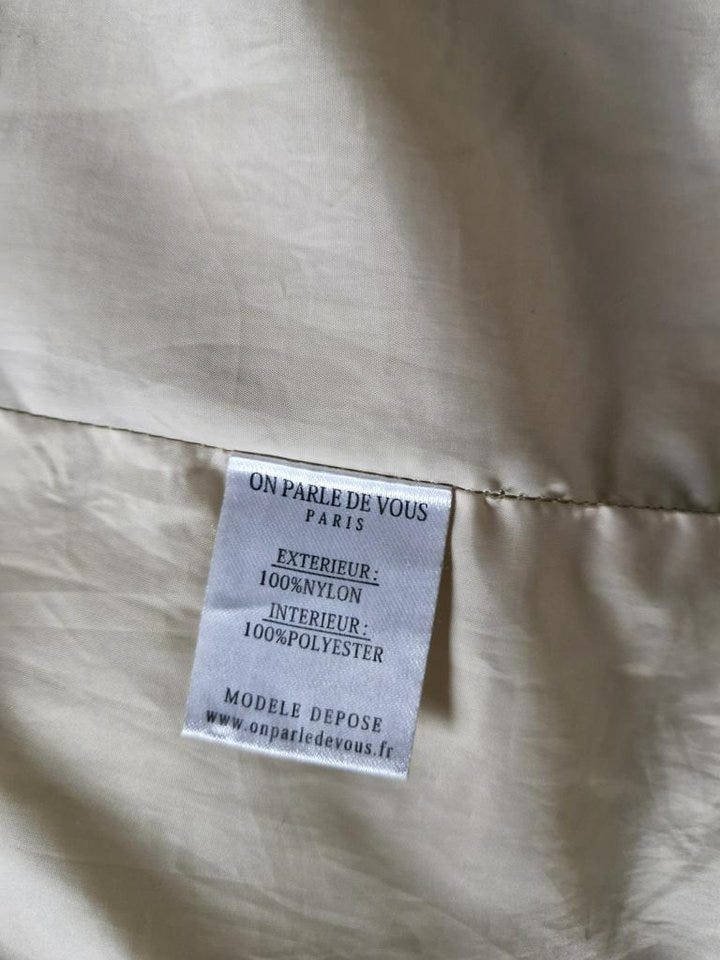 ON PARLE DE VOUS
PARIS
EXTERIEUR:
100%NYLON
INTERIEUR:
100%POLYESTER
MODELE DEPOSE
www.onparledevous.fr